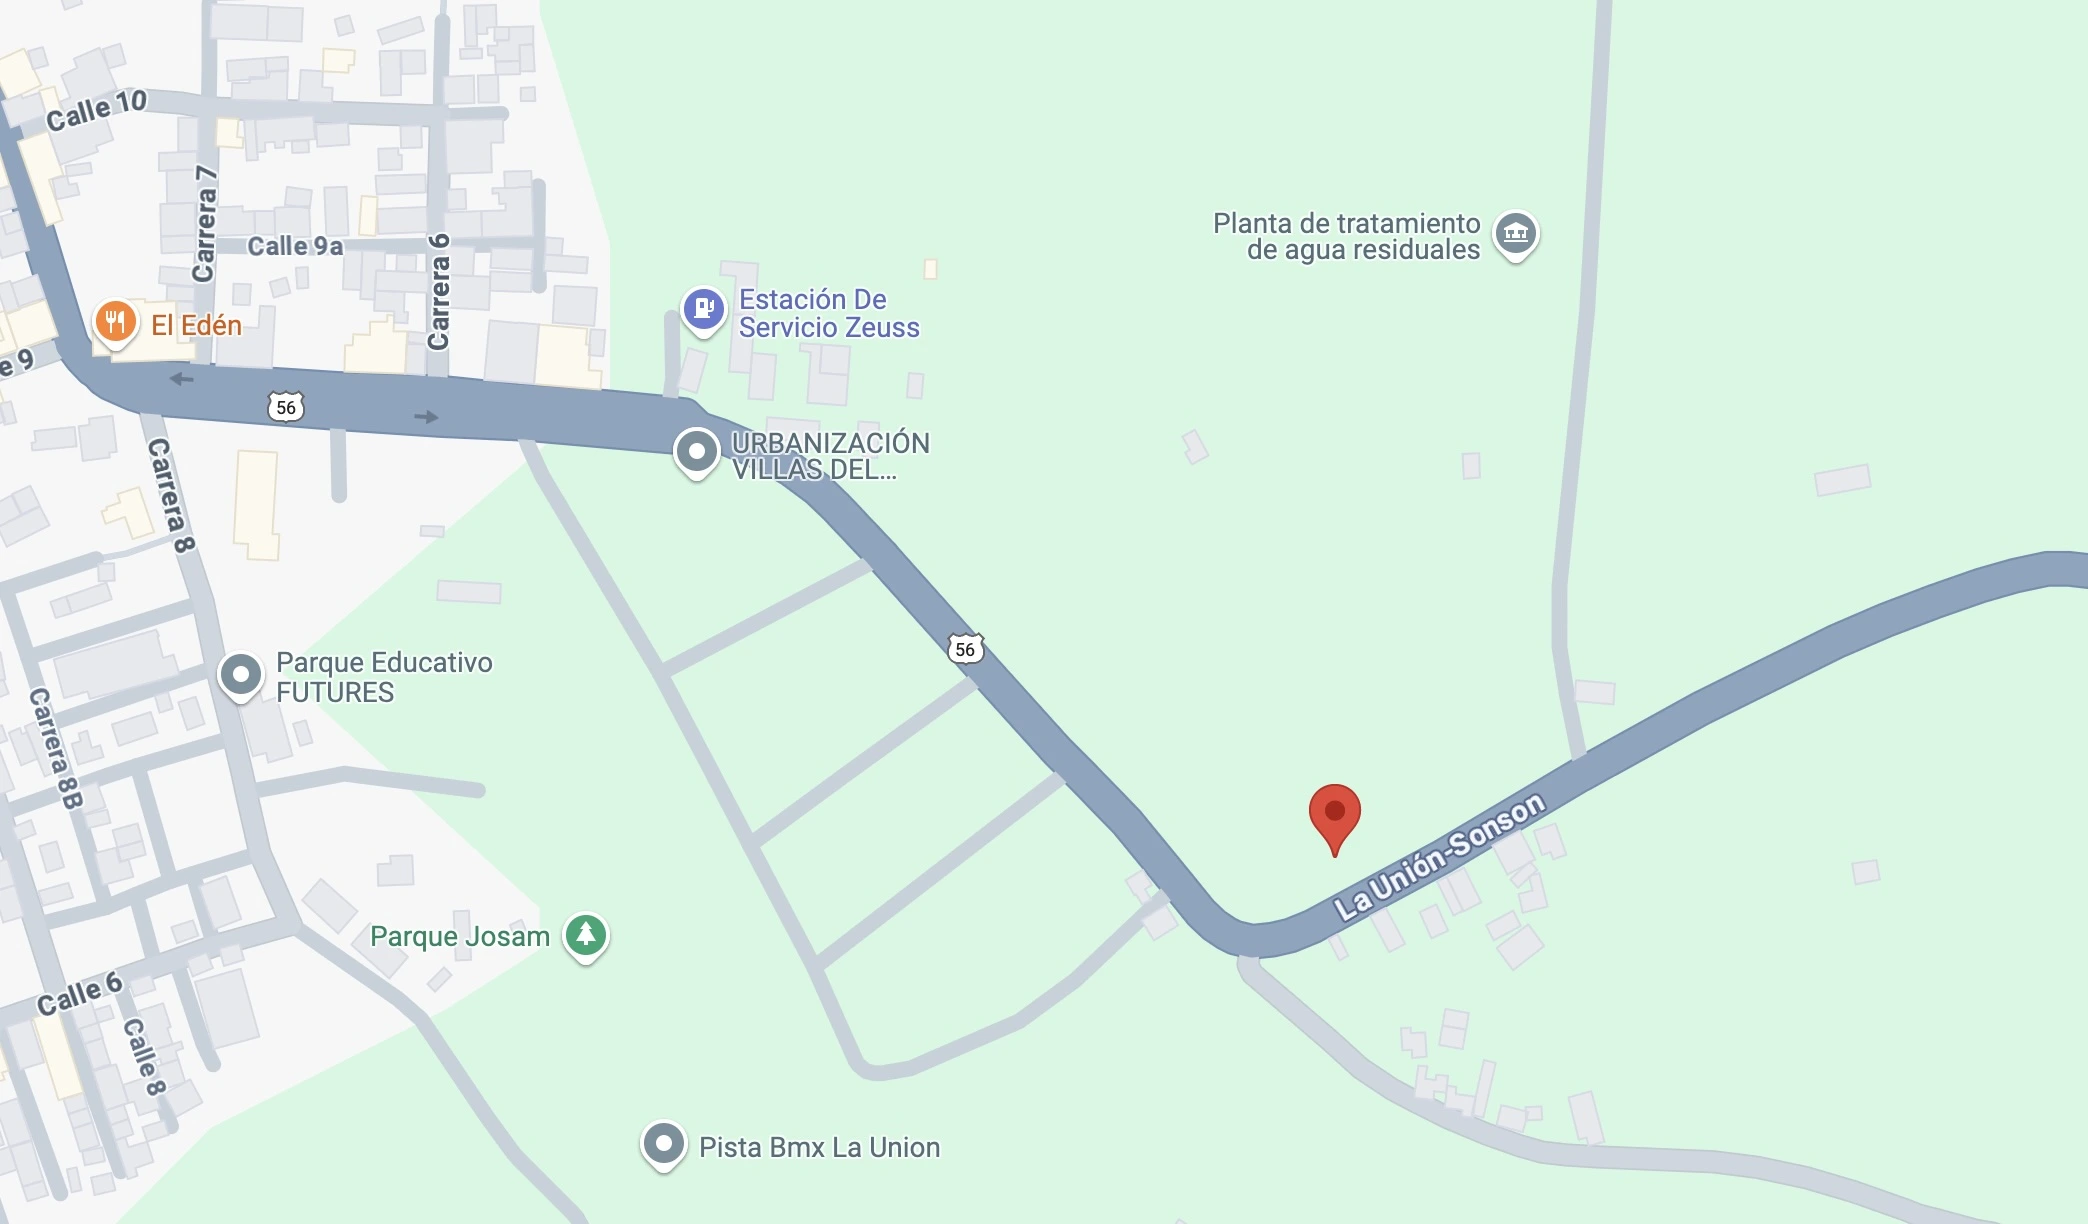 Calle 10
Carrera 7
Planta de tratamiento
de agua residuales
Calle 9a
Carrera 6
Estación De
Servicio Zeuss
El Edén
e 9
56
URBANIZACIÓN
VILLAS DEL...
Carrera 8
56
Parque Educativo
FUTURES
Carrera 8B
La Unión-Sonson
Parque Josam
Calle 6
Calle 8
Pista Bmx La Union